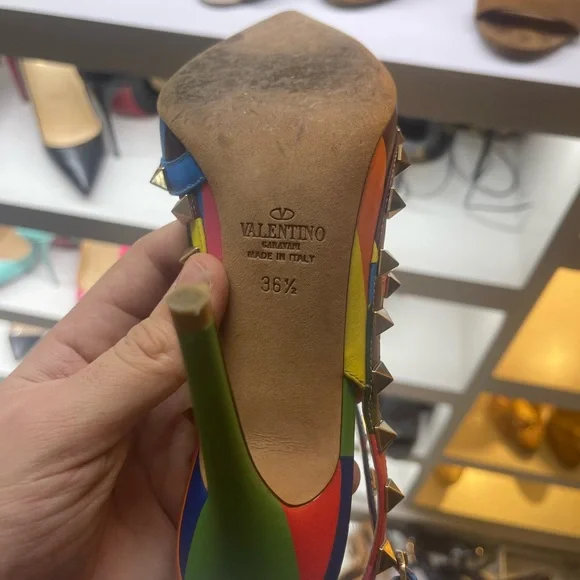 VALENTINO
GARAVANI
MADE IN ITALY
36½